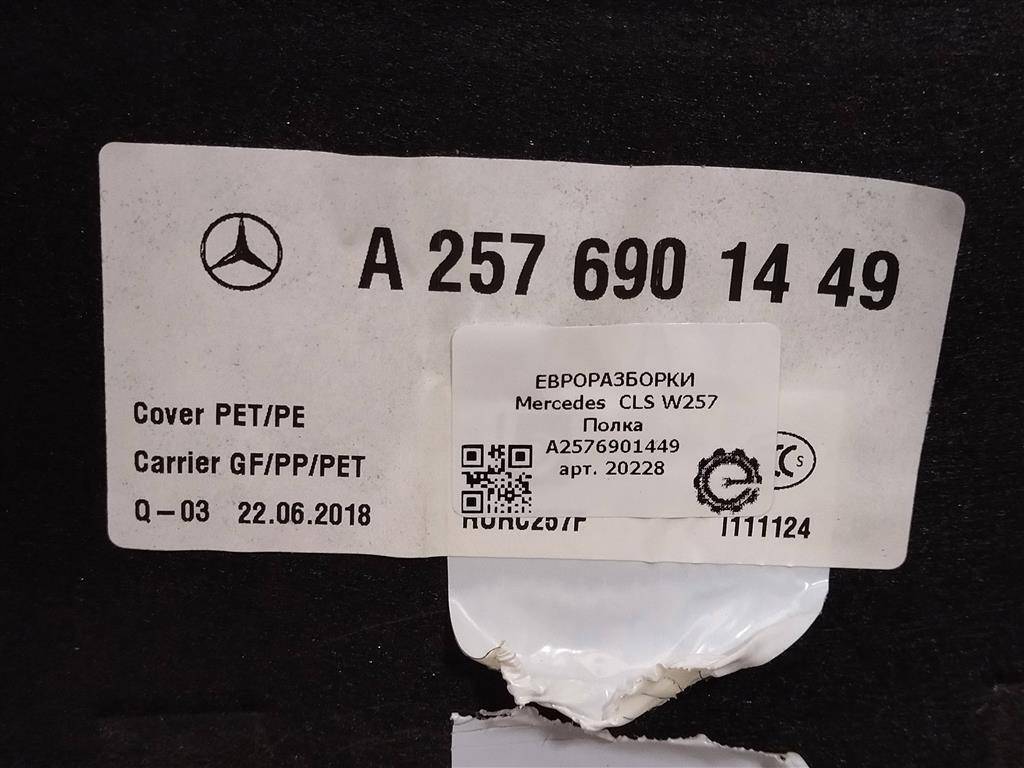 A 257 690 14 49
ЕВРОРАЗБОРКИ
Mercedes CLS W257
Полка
A2576901449
арт. 20228
Cover PET/PE
Carrier GF/PP/PET
Q-03 22.06.2018
S